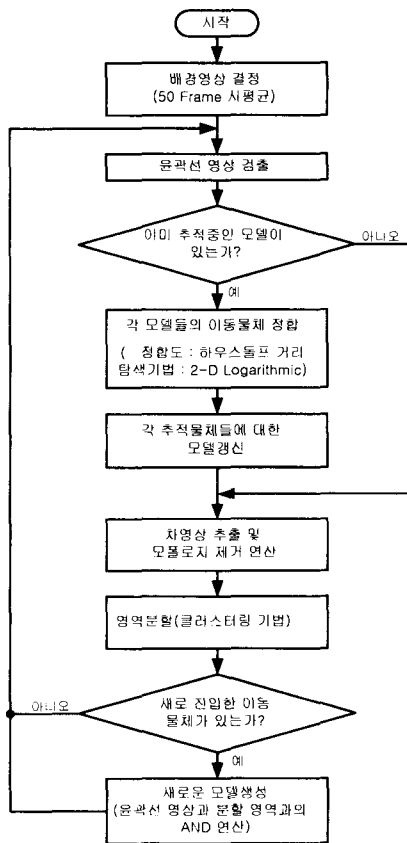 시작
배경영상 결정
(50 Frame 시평균)
윤곽선 영상 검출
이미 추적중인 모델이
있는가?
아니오
예
각 모델들의 이동물체 정합
( 정합도 : 하우스돌프 거리
탐색기법 : 2-D Logarithmic)
각 추적물체들에 대한
모델갱신
차영상 추출 및
모폴로지 제거 연산
영역분할(클러스터링 기법)
새로 진입한 이동
물체가 있는가?
아니오
예
새로운 모델생성
(윤곽선 영상과 분할 영역과의
AND 연산)